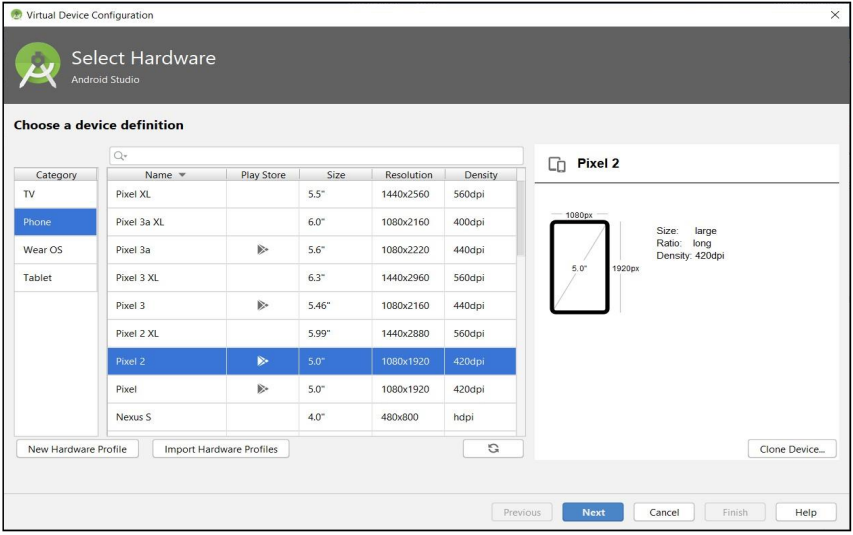 Virtual Device Configuration
Select Hardware
Android Studio
Choose a device definition
Category
TV
Phone
Wear OS
Tablet
Name Play Store Size Resolution Density
Pixel XL 5.5" 1440x2560 560dpi
Pixel 3a XL 6.0" 1080x2160 400dpi
Pixel 3a 5.6" 1080x2220 440dpi
Pixel 3 XL 6.3" 1440x2960 560dpi
Pixel 3 5.46" 1080x2160 440dpi
Pixel 2 XL 5.99" 1440x2880 560dpi
Pixel 2 5.0" 1080x1920 420dpi
Pixel 5.0" 1080x1920 420dpi
Nexus S 4.0" 480x800 hdpi
New Hardware Profile Import Hardware Profiles
Pixel 2
1080px
5.0" 1920px
Size: large
Ratio: long
Density: 420dpi
Clone Device...
Previous Next Cancel Finish Help